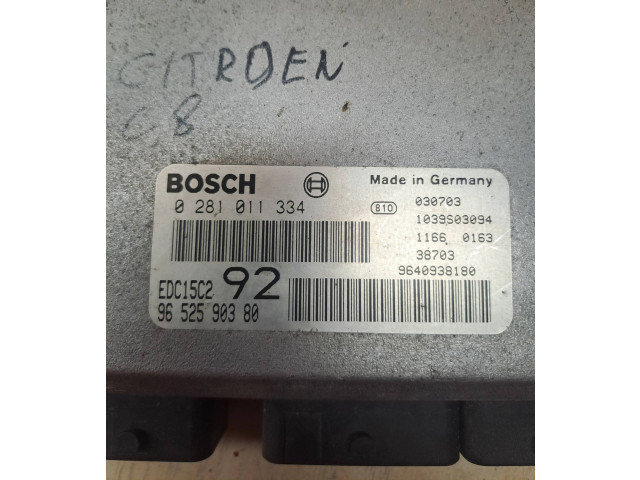 CITROEN
C8
BOSCH
Made in Germany
0 281 011 334
B10
030703
1039S03094
1166 0163
38703
9640938180
EDC15C2 92
96 525 903 80